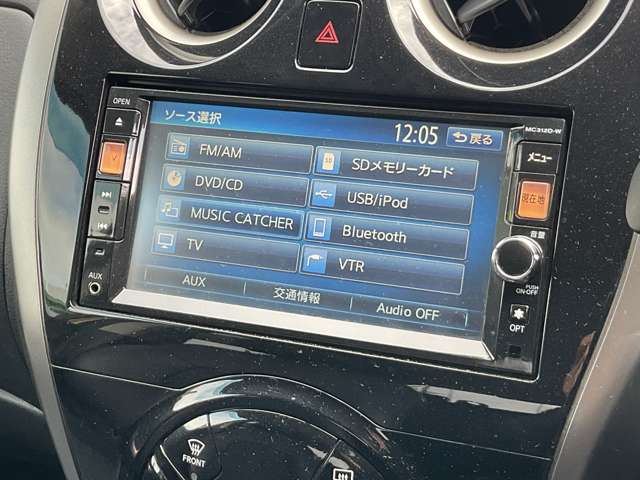 OPEN
MC312D-W
ソース選択
12:05
戻る
メニュー
FM/AM
SDメモリーカード
DVD/CD
USB/iPod
現在地
MUSIC CATCHER
Bluetooth
音量
TV
VTR
AUX
交通情報
Audio OFF
PUSH
ON·OFF
AUX
OPT
FRONT